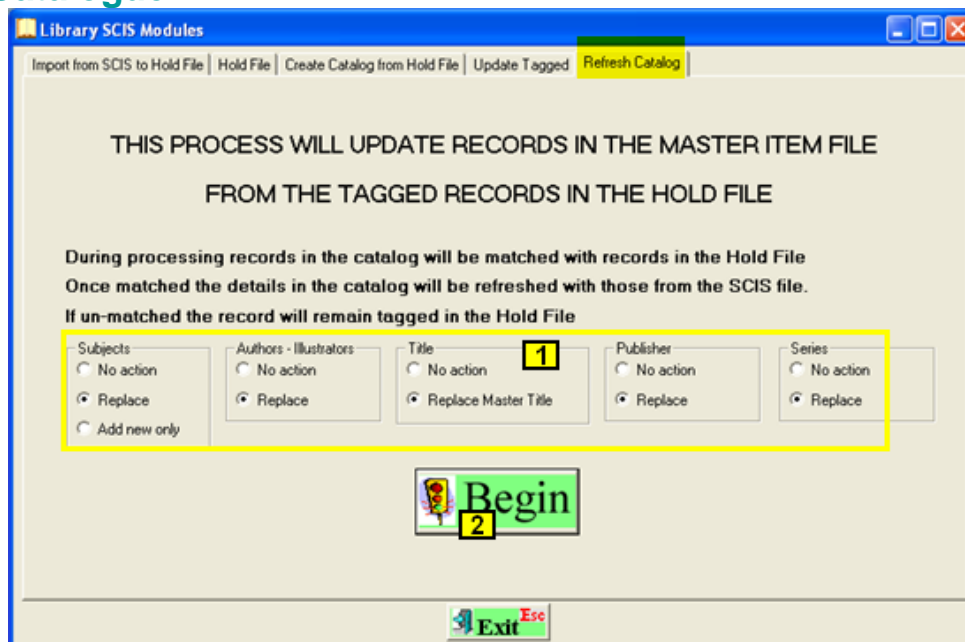 Library SCIS Modules
Import from SCIS to Hold File | Hold File | Create Catalog from Hold File | Update Tagged | Refresh Catalog
THIS PROCESS WILL UPDATE RECORDS IN THE MASTER ITEM FILE
FROM THE TAGGED RECORDS IN THE HOLD FILE
During processing records in the catalog will be matched with records in the Hold File
Once matched the details in the catalog will be refreshed with those from the SCIS file.
If un-matched the record will remain tagged in the Hold File
Subjects Authors - Illustrators Title 1 Publisher Series
No action No action No action No action No action
Replace Replace Replace Master Title Replace Replace
Add new only
Begin
2
Exit Esc